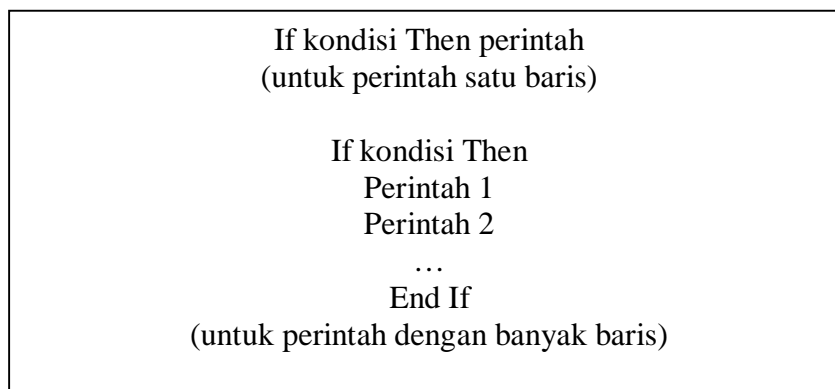 If kondisi Then perintah
(untuk perintah satu baris)
If kondisi Then
Perintah 1
Perintah 2
…
End If
(untuk perintah dengan banyak baris)